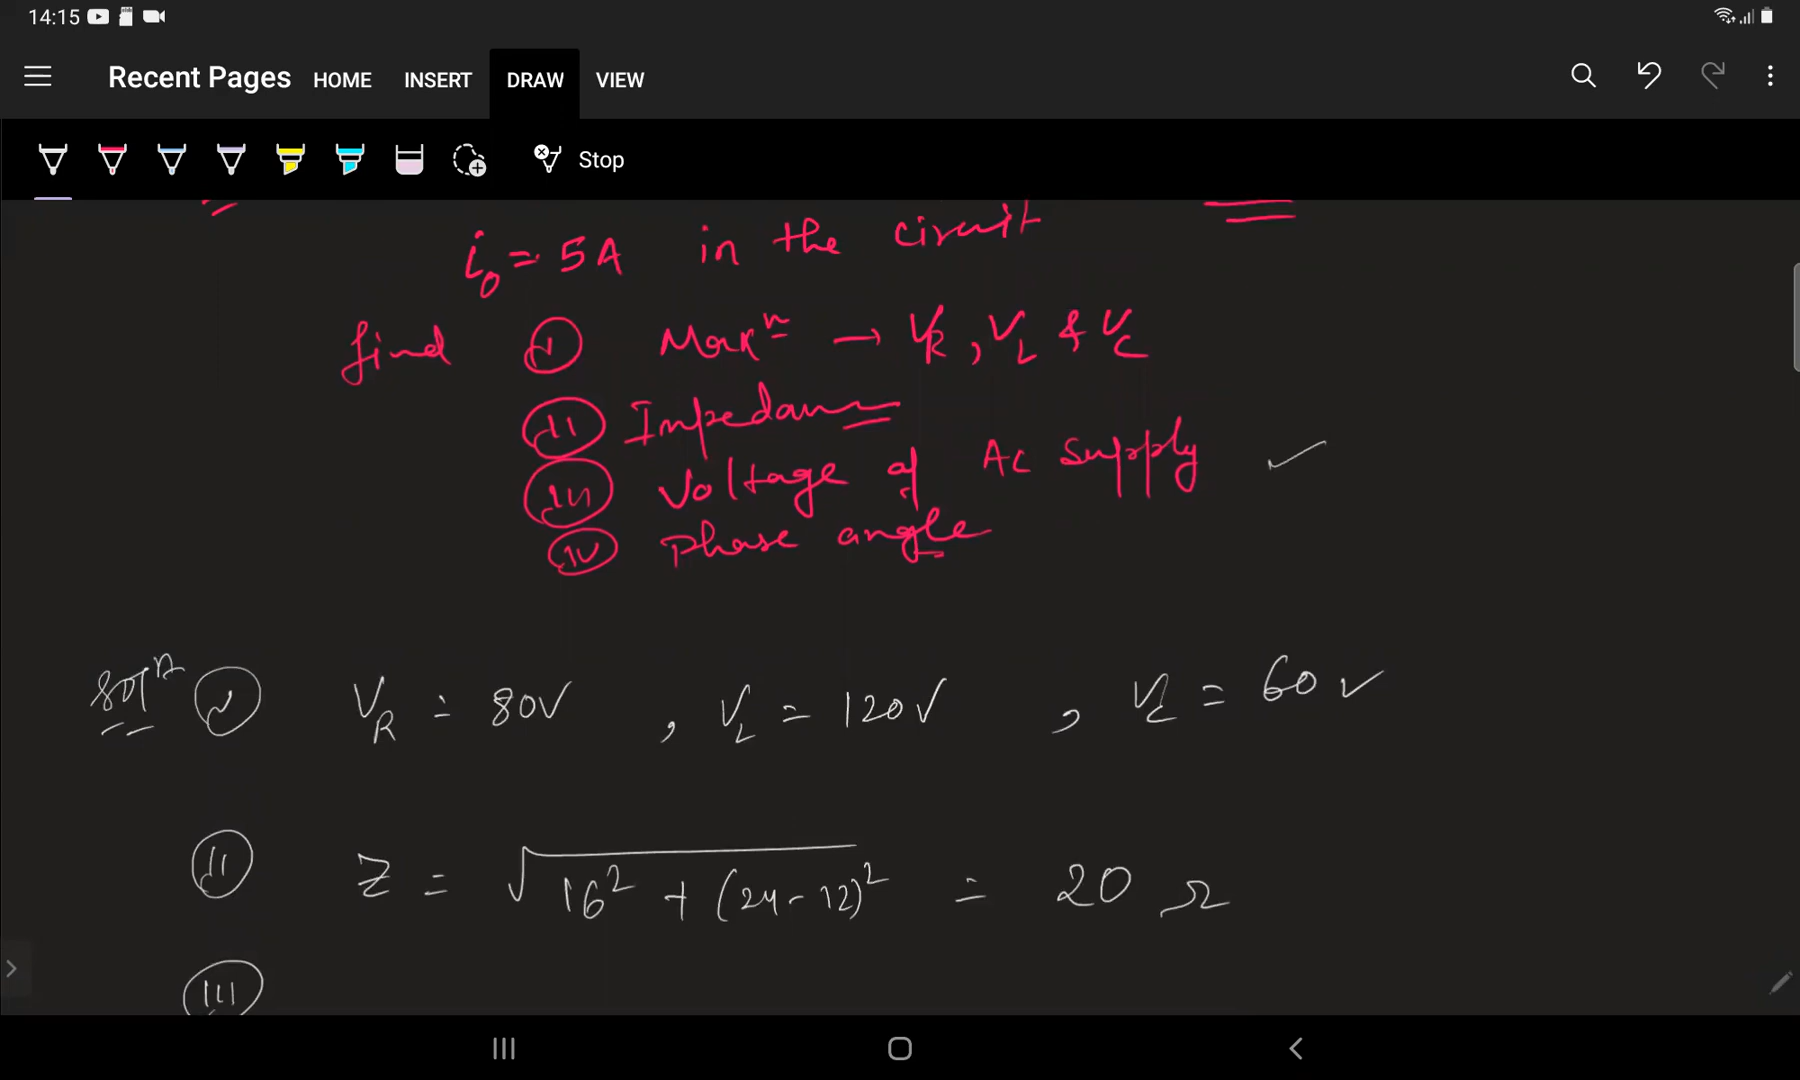 14:15
Recent Pages HOME INSERT DRAW VIEW
Stop
i₀ = 5A in the circuit
find (i) Maxᵐ → V_R, V_L & V_C
(ii) Impedance
(iii) Voltage of AC supply ✓
(iv) Phase angle
Solⁿ (i) V_R = 80V , V_L = 120V , V_C = 60V
(ii) Z = √16² + (24-12)² = 20 Ω
(iii)